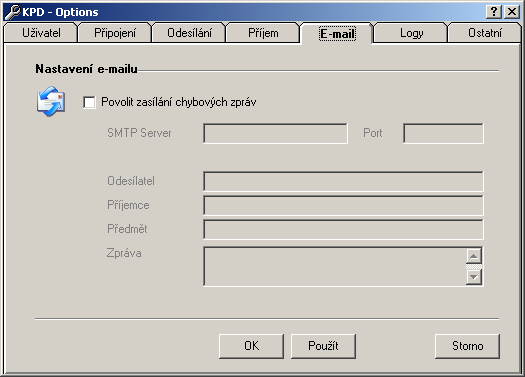 KPD - Options
Uživatel Připojení Odesílání Příjem E-mail Logy Ostatní
Nastavení e-mailu
Povolit zasílání chybových zpráv
SMTP Server Port
Odesílatel
Příjemce
Předmět
Zpráva
OK Použít Storno